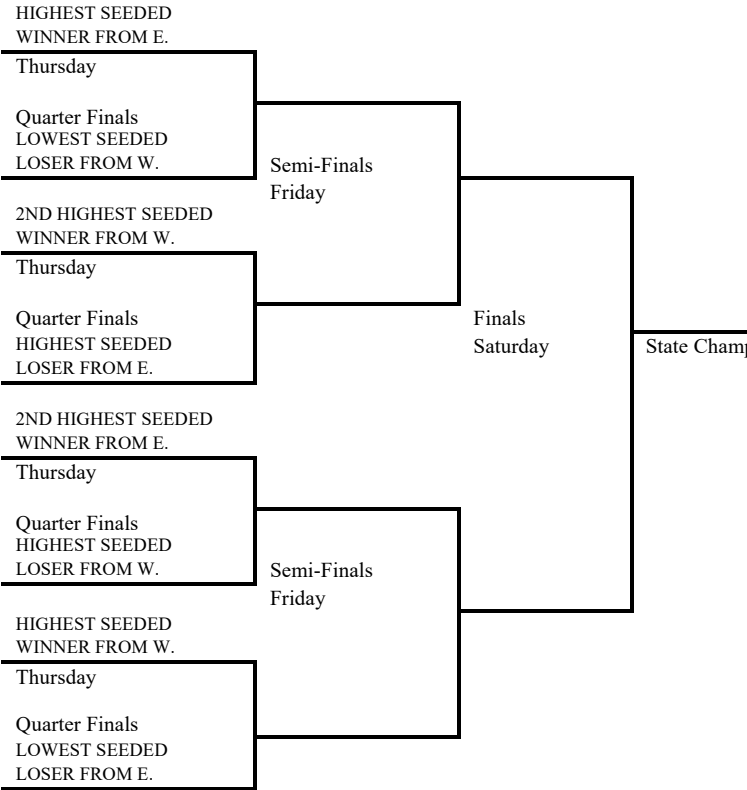 HIGHEST SEEDED
WINNER FROM E.
Thursday
Quarter Finals
LOWEST SEEDED
LOSER FROM W.
Semi-Finals
Friday
2ND HIGHEST SEEDED
WINNER FROM W.
Thursday
Quarter Finals
HIGHEST SEEDED
LOSER FROM E.
Finals
Saturday
State Champ
2ND HIGHEST SEEDED
WINNER FROM E.
Thursday
Quarter Finals
HIGHEST SEEDED
LOSER FROM W.
Semi-Finals
Friday
HIGHEST SEEDED
WINNER FROM W.
Thursday
Quarter Finals
LOWEST SEEDED
LOSER FROM E.